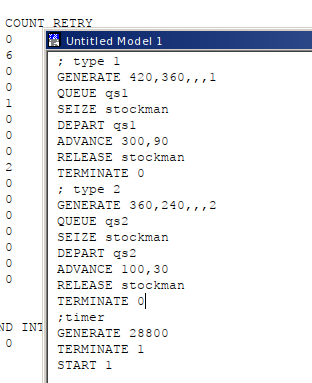 COUNT RETRY
0
6
0
0
1
0
0
0
2
0
0
0
0
0
0
0
ND INT
0
Untitled Model 1
; type 1
GENERATE 420,360,,,1
QUEUE qs1
SEIZE stockman
DEPART qs1
ADVANCE 300,90
RELEASE stockman
TERMINATE 0
; type 2
GENERATE 360,240,,,2
QUEUE qs2
SEIZE stockman
DEPART qs2
ADVANCE 100,30
RELEASE stockman
TERMINATE 0
;timer
GENERATE 28800
TERMINATE 1
START 1